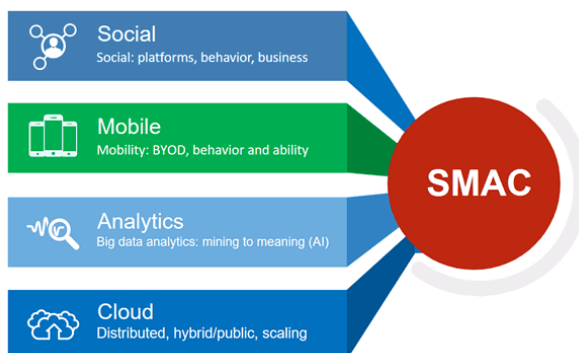 Social
Social: platforms, behavior, business
Mobile
Mobility: BYOD, behavior and ability
Analytics
Big data analytics: mining to meaning (AI)
Cloud
Distributed, hybrid/public, scaling
SMAC